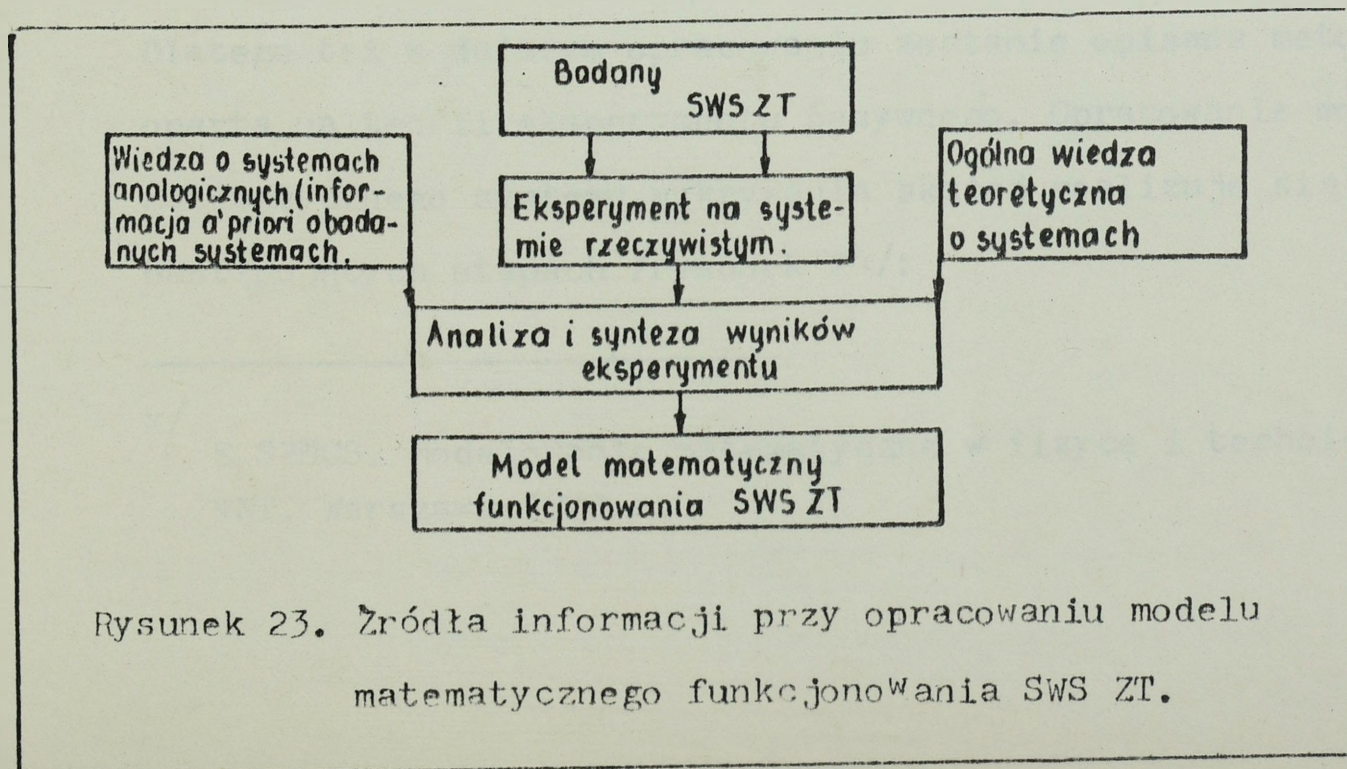 Badany
SWS ZT
Wiedza o systemach
analogicznych (infor-
macja a'priori o bada-
nych systemach.
Eksperyment na syste-
mie rzeczywistym.
Ogólna wiedza
teoretyczna
o systemach
Analiza i synteza wyników
eksperymentu
Model matematyczny
funkcjonowania SWS ŻT
Rysunek 23. Źródła informacji przy opracowaniu modelu
matematycznego funkcjonowania SWS ZT.